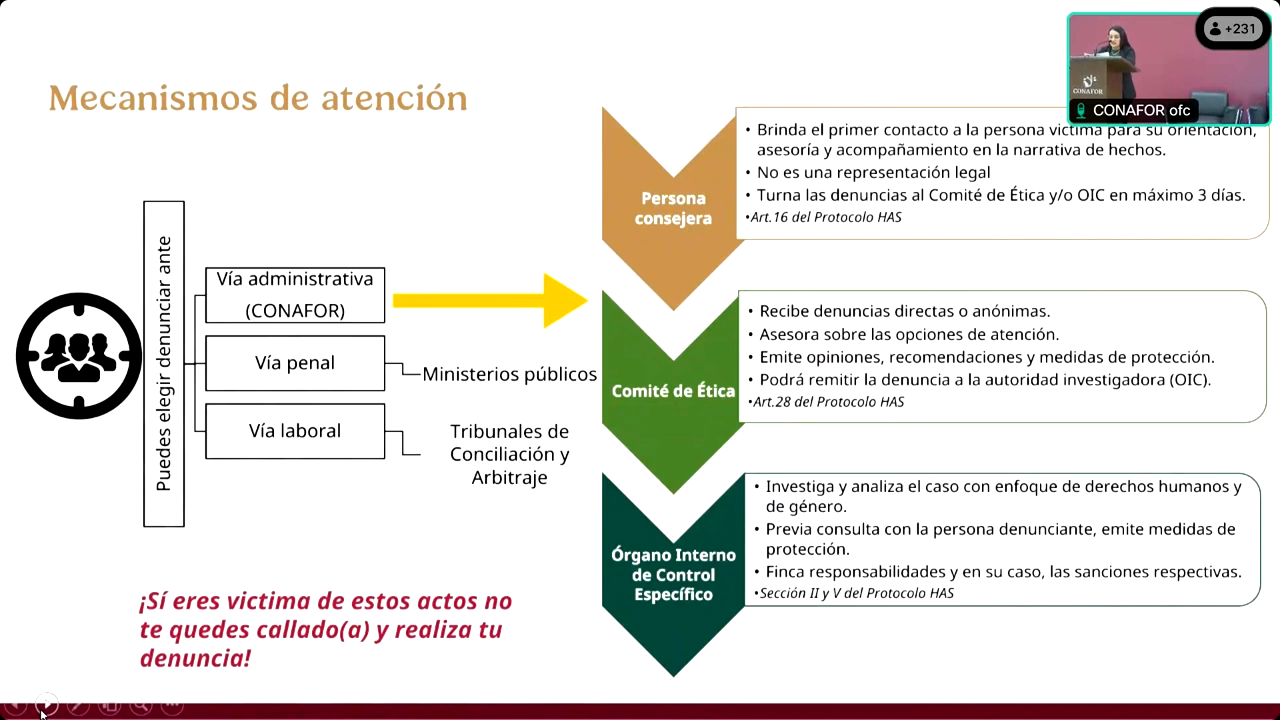 +231
CONAFOR
CONAFOR ofc
Mecanismos de atención
Puedes elegir denunciar ante
Vía administrativa
(CONAFOR)
Vía penal
Ministerios públicos
Vía laboral
Tribunales de
Conciliación y
Arbitraje
¡Sí eres victima de estos actos no
te quedes callado(a) y realiza tu
denuncia!
Persona
consejera
• Brinda el primer contacto a la persona victima para su orientación,
asesoría y acompañamiento en la narrativa de hechos.
• No es una representación legal
• Turna las denuncias al Comité de Ética y/o OIC en máximo 3 días.
•Art.16 del Protocolo HAS
Comité de Ética
• Recibe denuncias directas o anónimas.
• Asesora sobre las opciones de atención.
• Emite opiniones, recomendaciones y medidas de protección.
• Podrá remitir la denuncia a la autoridad investigadora (OIC).
•Art.28 del Protocolo HAS
Órgano Interno
de Control
Específico
• Investiga y analiza el caso con enfoque de derechos humanos y
de género.
• Previa consulta con la persona denunciante, emite medidas de
protección.
• Finca responsabilidades y en su caso, las sanciones respectivas.
•Sección II y V del Protocolo HAS